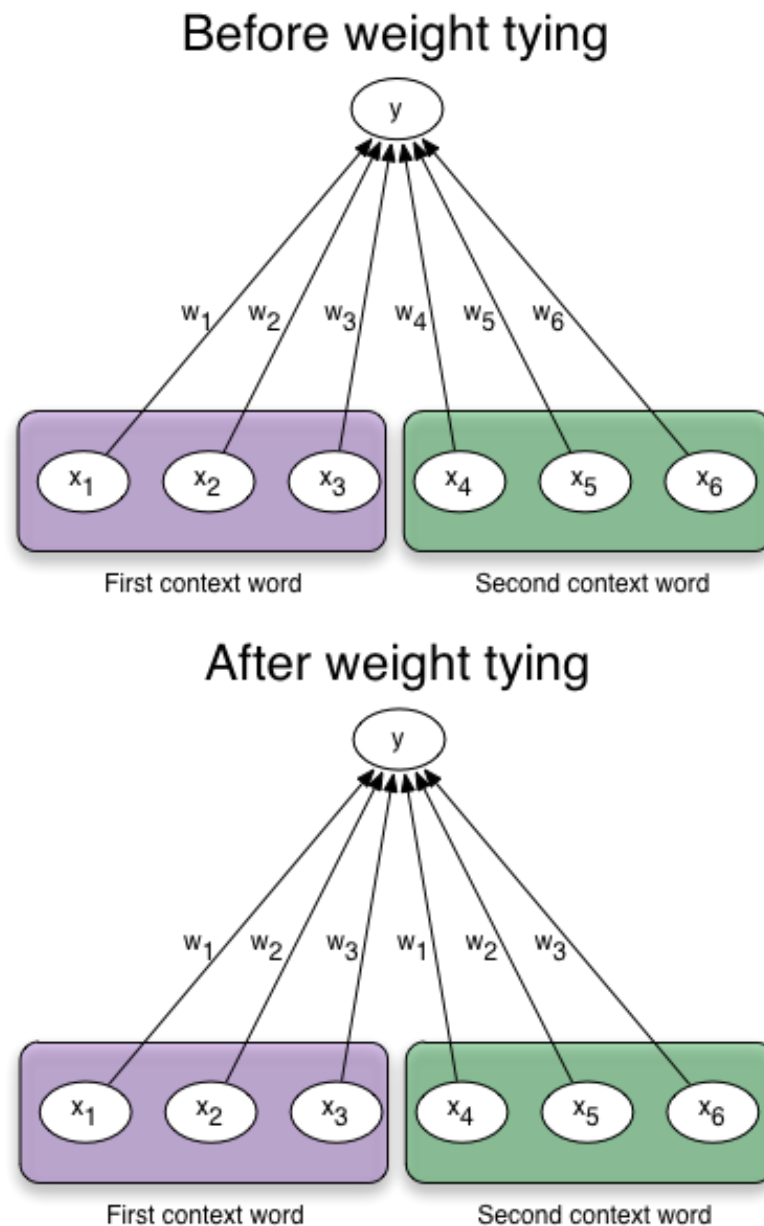 Before weight tying
y
w1 w2 w3 w4 w5 w6
x1 x2 x3 x4 x5 x6
First context word Second context word
After weight tying
y
w1 w2 w3 w1 w2 w3
x1 x2 x3 x4 x5 x6
First context word Second context word